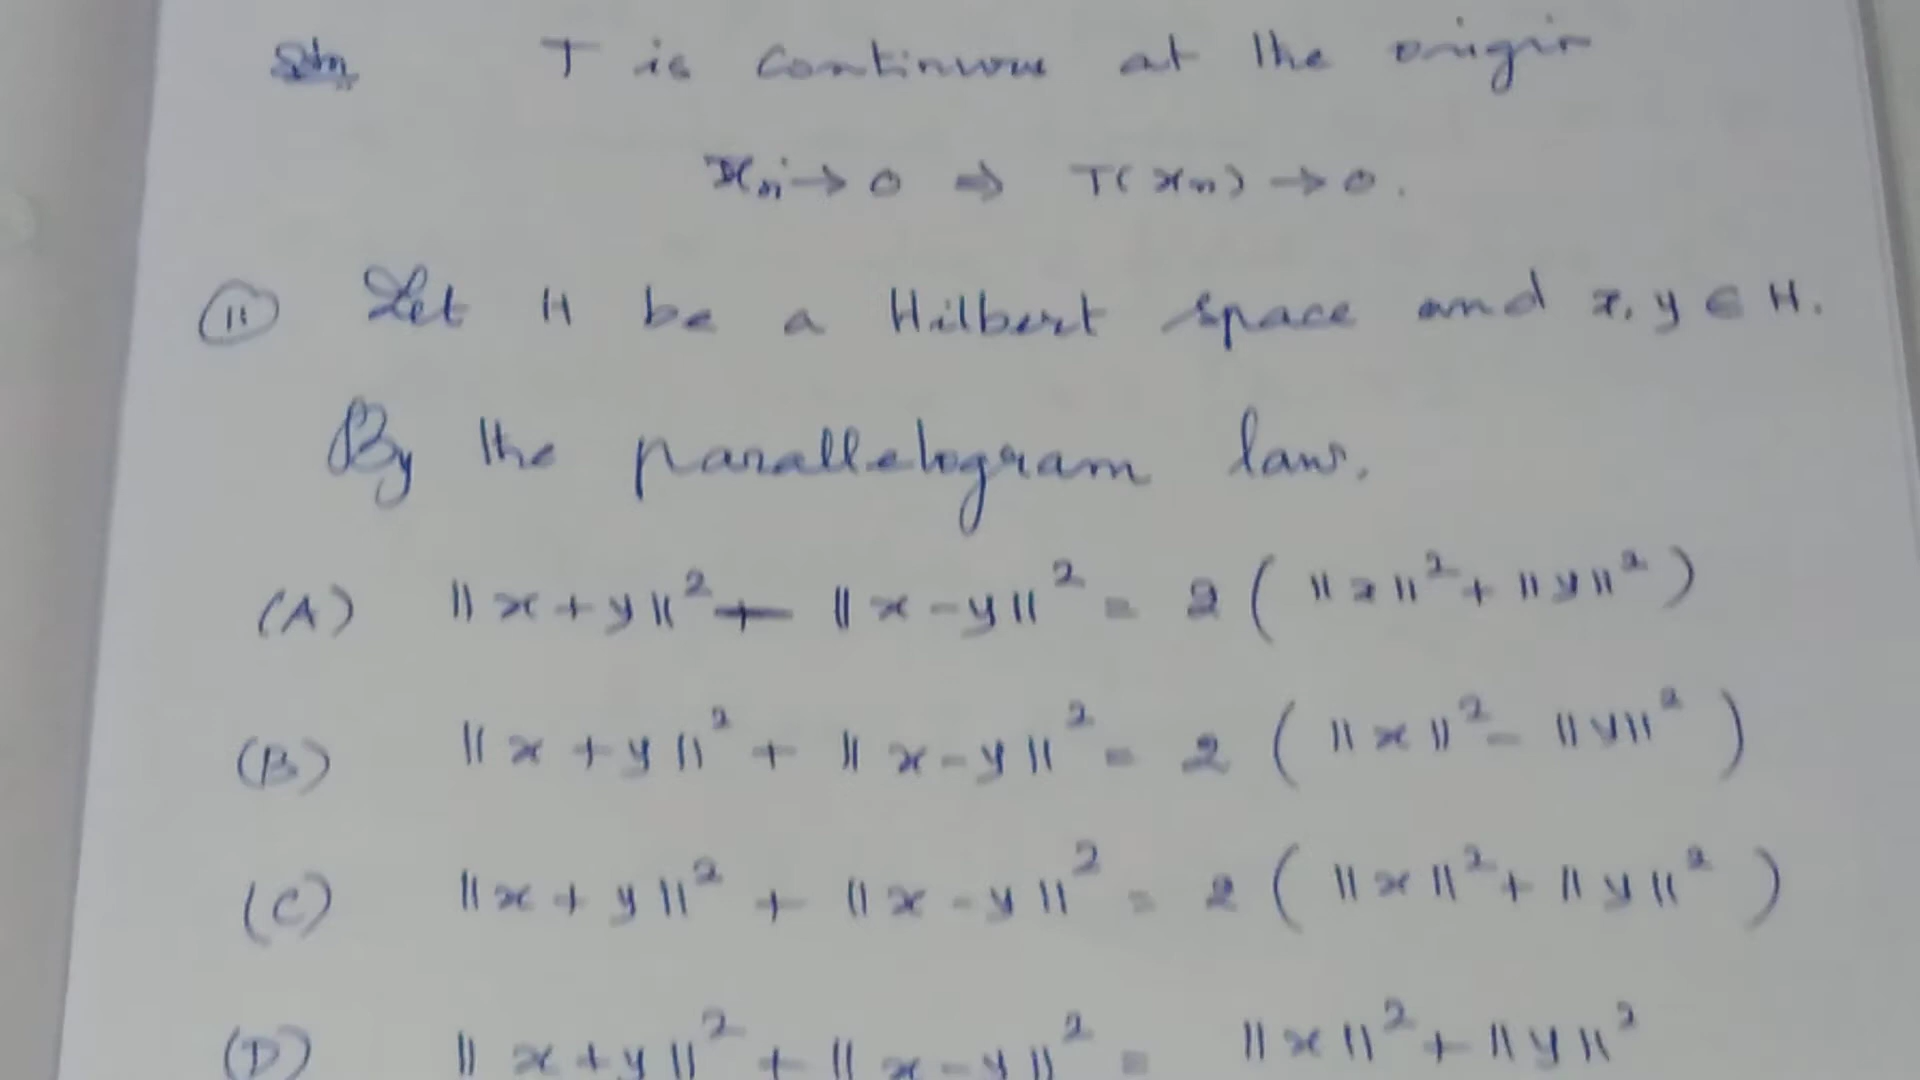 Soln T is continuous at the origin
xₙ → 0 ⇒ T(xₙ) → 0.
(11) Let H be a Hilbert space and x, y ∈ H.
By the parallelogram law,
(A) ||x+y||² - ||x-y||² = 2(||x||² + ||y||²)
(B) ||x+y||² + ||x-y||² = 2(||x||² - ||y||²)
(C) ||x+y||² + ||x-y||² = 2(||x||² + ||y||²)
(D) ||x+y||² + ||x-y||² = ||x||² + ||y||²